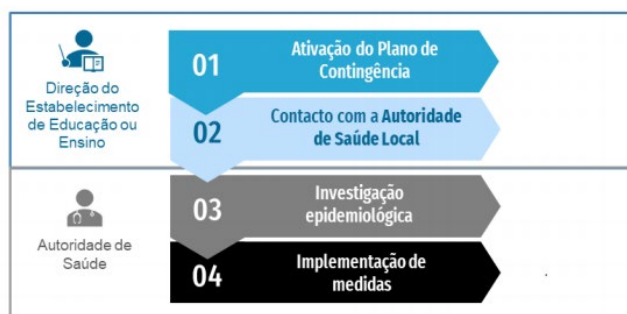 Direção do
Estabelecimento
de Educação ou
Ensino
01
Ativação do Plano de
Contingência
02
Contacto com a Autoridade
de Saúde Local
Autoridade de
Saúde
03
Investigação
epidemiológica
04
Implementação de
medidas